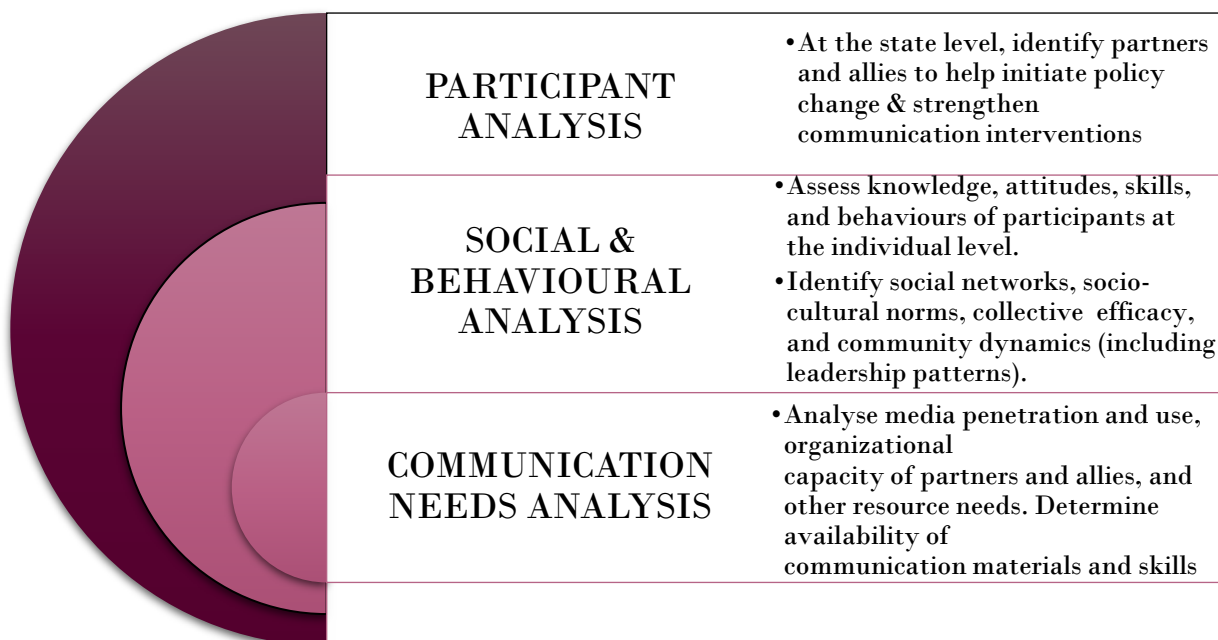 PARTICIPANT
ANALYSIS
•At the state level, identify partners
and allies to help initiate policy
change & strengthen
communication interventions
SOCIAL &
BEHAVIOURAL
ANALYSIS
•Assess knowledge, attitudes, skills,
and behaviours of participants at
the individual level.
•Identify social networks, socio-
cultural norms, collective efficacy,
and community dynamics (including
leadership patterns).
COMMUNICATION
NEEDS ANALYSIS
•Analyse media penetration and use,
organizational
capacity of partners and allies, and
other resource needs. Determine
availability of
communication materials and skills